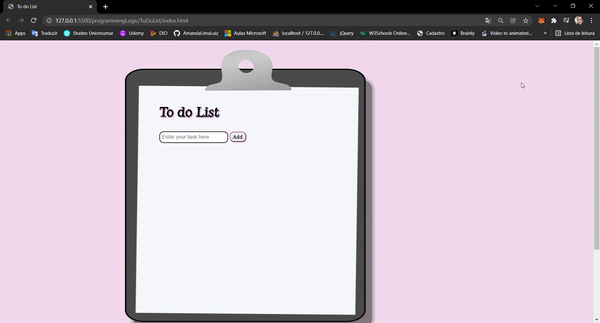 To do List
127.0.0.1:5500/programmingLogic/ToDoList/index.html
Apps Traduzir Studeo Unicesumar Udemy DIO AmandaLimaLuiz Aulas Microsoft localhost / 127.0.0... jQuery W3Schools Online... Cadastro Brainly Video to animated... » Lista de leitura
To do List
Enter your task here Add